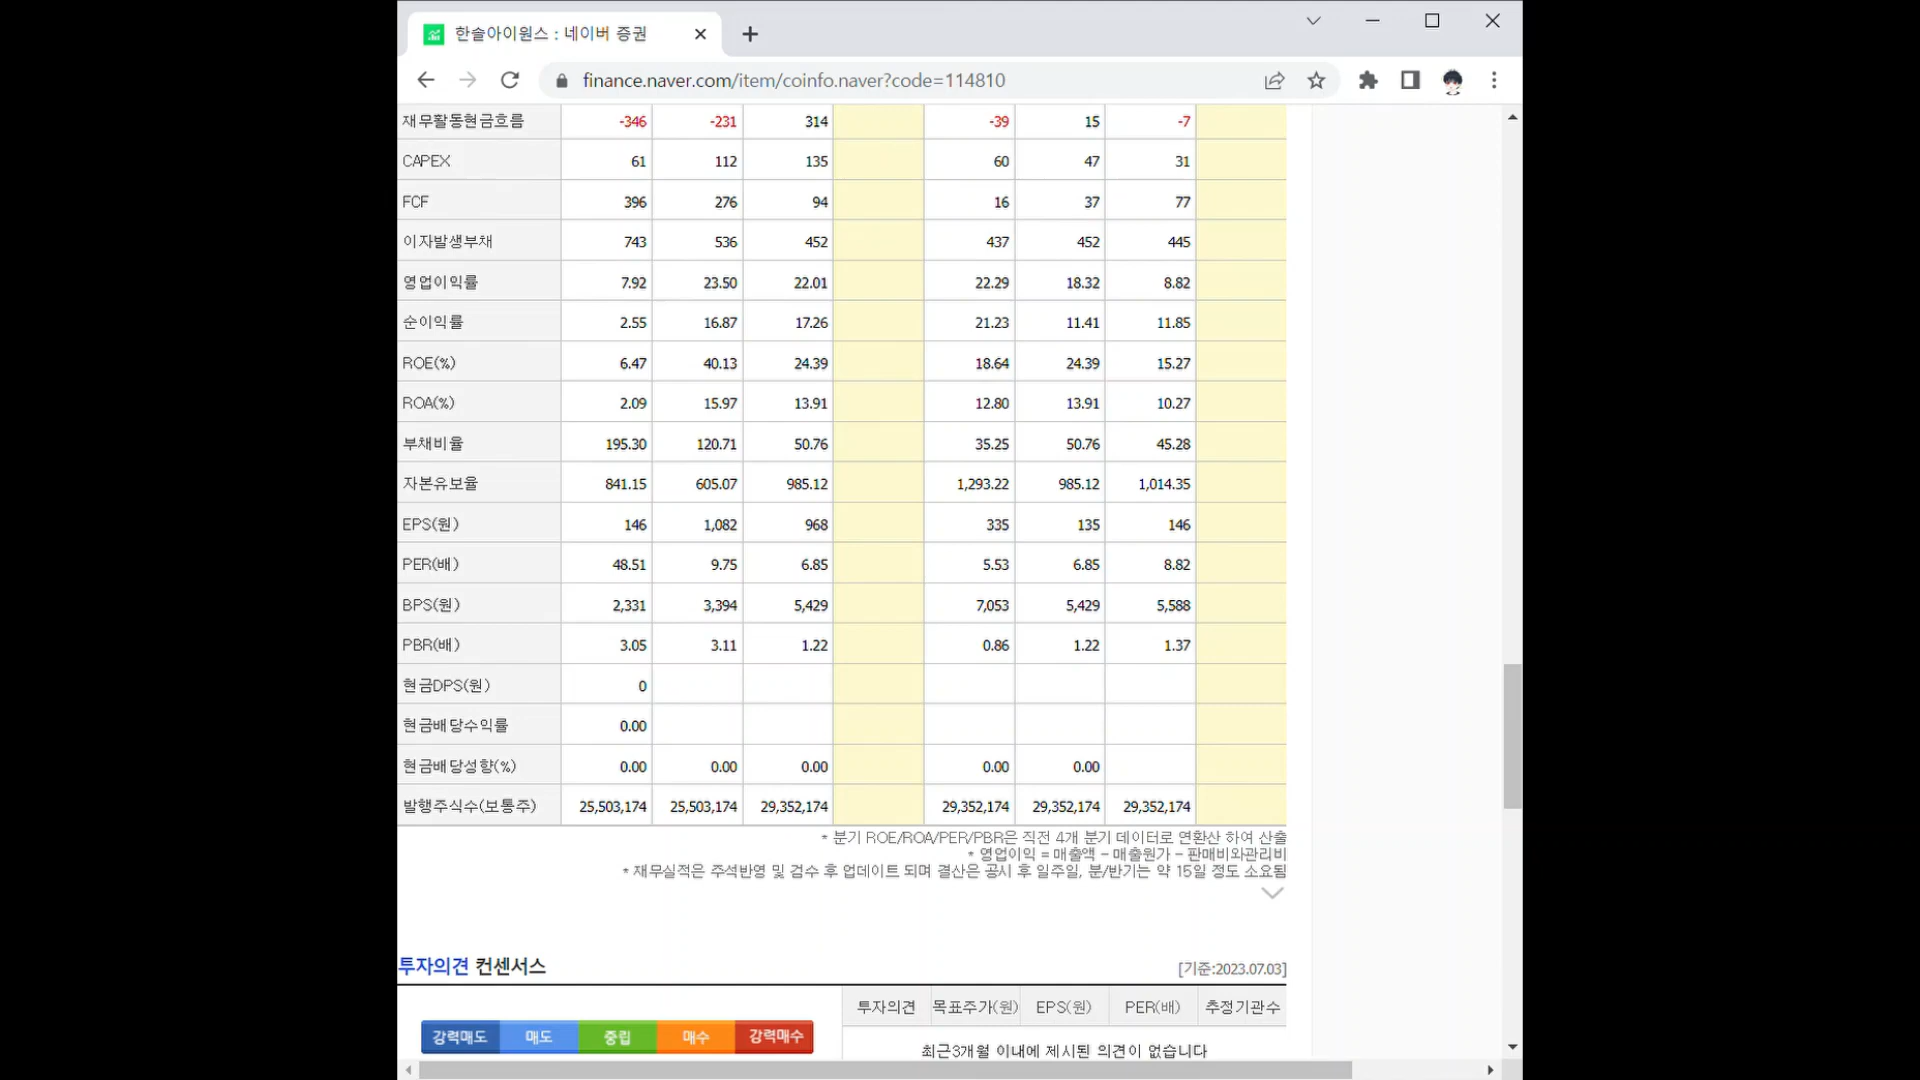 한솔아이원스 : 네이버 증권
finance.naver.com/item/coinfo.naver?code=114810
재무활동현금흐름 -346 -231 314 -39 15 -7
CAPEX 61 112 135 60 47 31
FCF 396 276 94 16 37 77
이자발생부채 743 536 452 437 452 445
영업이익률 7.92 23.50 22.01 22.29 18.32 8.82
순이익률 2.55 16.87 17.26 21.23 11.41 11.85
ROE(%) 6.47 40.13 24.39 18.64 24.39 15.27
ROA(%) 2.09 15.97 13.91 12.80 13.91 10.27
부채비율 195.30 120.71 50.76 35.25 50.76 45.28
자본유보율 841.15 605.07 985.12 1,293.22 985.12 1,014.35
EPS(원) 146 1,082 968 335 135 146
PER(배) 48.51 9.75 6.85 5.53 6.85 8.82
BPS(원) 2,331 3,394 5,429 7,053 5,429 5,588
PBR(배) 3.05 3.11 1.22 0.86 1.22 1.37
현금DPS(원) 0
현금배당수익률 0.00
현금배당성향(%) 0.00 0.00 0.00 0.00 0.00
발행주식수(보통주) 25,503,174 25,503,174 29,352,174 29,352,174 29,352,174 29,352,174
* 분기 ROE/ROA/PER/PBR은 직전 4개 분기 데이터로 연환산 하여 산출
* 영업이익 = 매출액 - 매출원가 - 판매비와관리비
* 재무실적은 주석반영 및 검수 후 업데이트 되며 결산은 공시 후 일주일, 분/반기는 약 15일 정도 소요됨
투자의견 컨센서스 [기준:2023.07.03]
투자의견 목표주가(원) EPS(원) PER(배) 추정기관수
강력매도 매도 중립 매수 강력매수
최근3개월 이내에 제시된 의견이 없습니다